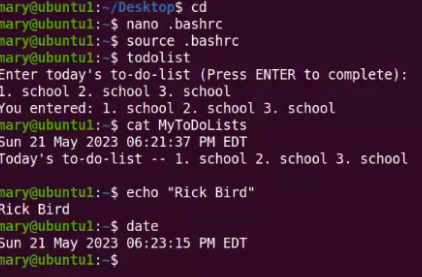 mary@ubuntu1:~/Desktop$ cd
mary@ubuntu1:~$ nano .bashrc
mary@ubuntu1:~$ source .bashrc
mary@ubuntu1:~$ todolist
Enter today's to-do-list (Press ENTER to complete):
1. school 2. school 3. school
You entered: 1. school 2. school 3. school
mary@ubuntu1:~$ cat MyToDoLists
Sun 21 May 2023 06:21:37 PM EDT
Today's to-do-list -- 1. school 2. school 3. school
mary@ubuntu1:~$ echo "Rick Bird"
Rick Bird
mary@ubuntu1:~$ date
Sun 21 May 2023 06:23:15 PM EDT
mary@ubuntu1:~$